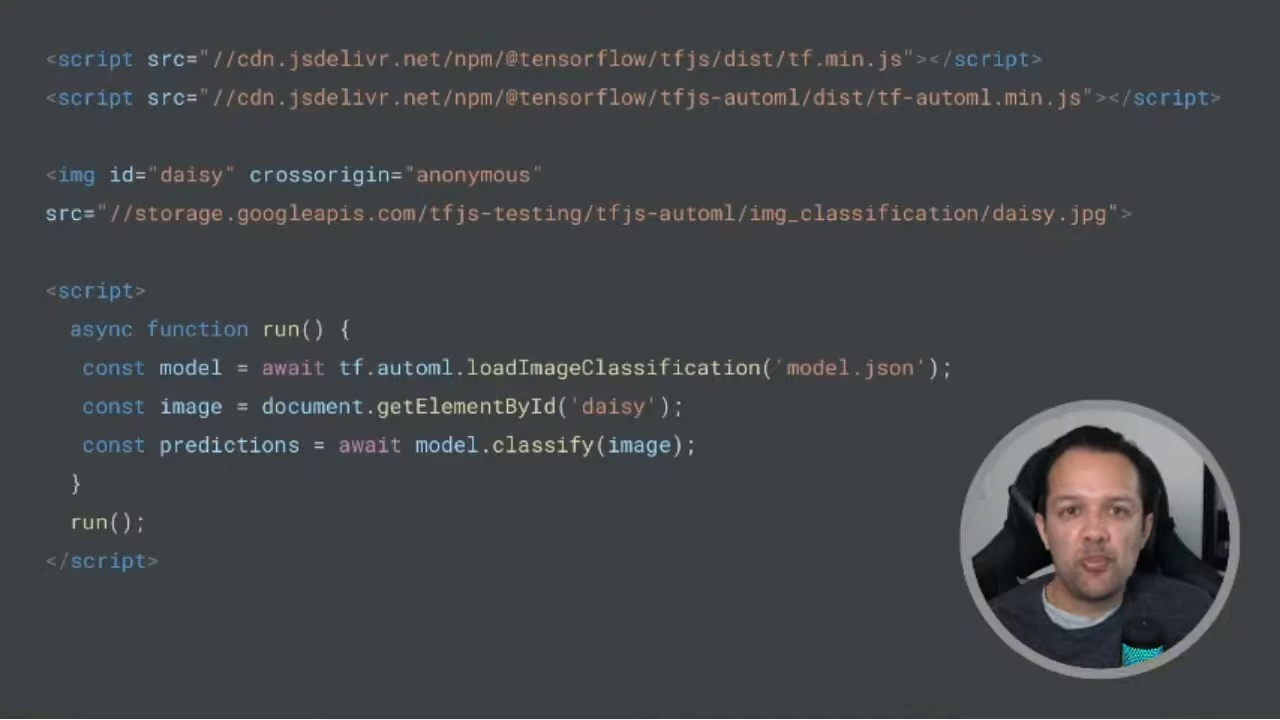 <script src="//cdn.jsdelivr.net/npm/@tensorflow/tfjs/dist/tf.min.js"></script>
<script src="//cdn.jsdelivr.net/npm/@tensorflow/tfjs-automl/dist/tf-automl.min.js"></script>
<img id="daisy" crossorigin="anonymous"
src="//storage.googleapis.com/tfjs-testing/tfjs-automl/img_classification/daisy.jpg">
<script>
async function run() {
const model = await tf.automl.loadImageClassification('model.json');
const image = document.getElementById('daisy');
const predictions = await model.classify(image);
}
run();
</script>